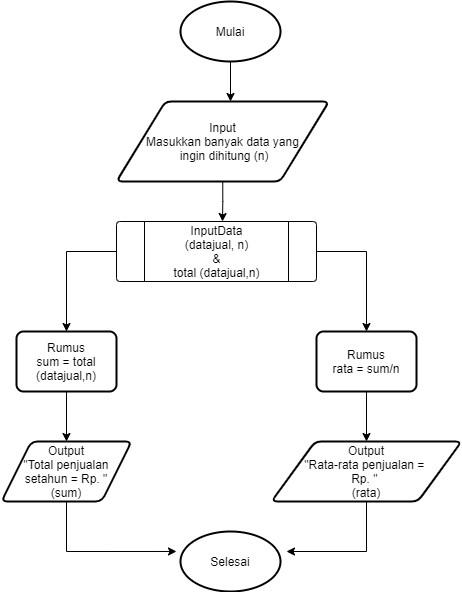 Mulai
Input
Masukkan banyak data yang
ingin dihitung (n)
InputData
(datajual, n)
&
total (datajual,n)
Rumus
sum = total
(datajual,n)
Rumus
rata = sum/n
Output
"Total penjualan
setahun = Rp. "
(sum)
Output
"Rata-rata penjualan =
Rp. "
(rata)
Selesai